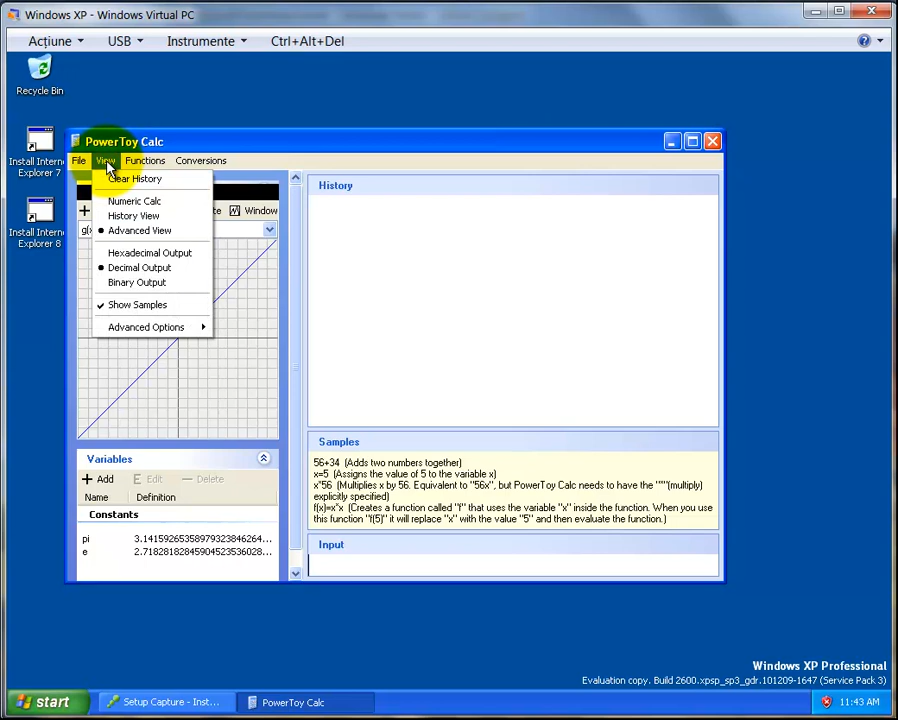 Windows XP - Windows Virtual PC
Acțiune USB Instrumente Ctrl+Alt+Del
Recycle Bin
Install Intern
Explorer 7
Install Intern
Explorer 8
PowerToy Calc
File View Functions Conversions
Clear History
Numeric Calc
History View
Advanced View
Hexadecimal Output
Decimal Output
Binary Output
Show Samples
Advanced Options
Window
Variables
Add Edit Delete
Name Definition
Constants
pi 3.14159265358979323846264...
e 2.71828182845904523536028...
History
Samples
56+34 (Adds two numbers together)
x=5 (Assigns the value of 5 to the variable x)
x*56 (Multiplies x by 56. Equivalent to "56x", but PowerToy Calc needs to have the "*"(multiply)
explicitly specified)
f(x)=x*x (Creates a function called "f" that uses the variable "x" inside the function. When you use
this function "f(5)" it will replace "x" with the value "5" and then evaluate the function.)
Input
Windows XP Professional
Evaluation copy. Build 2600.xpsp_sp3_gdr.101209-1647 (Service Pack 3)
start Setup Capture - Inst... PowerToy Calc 11:43 AM